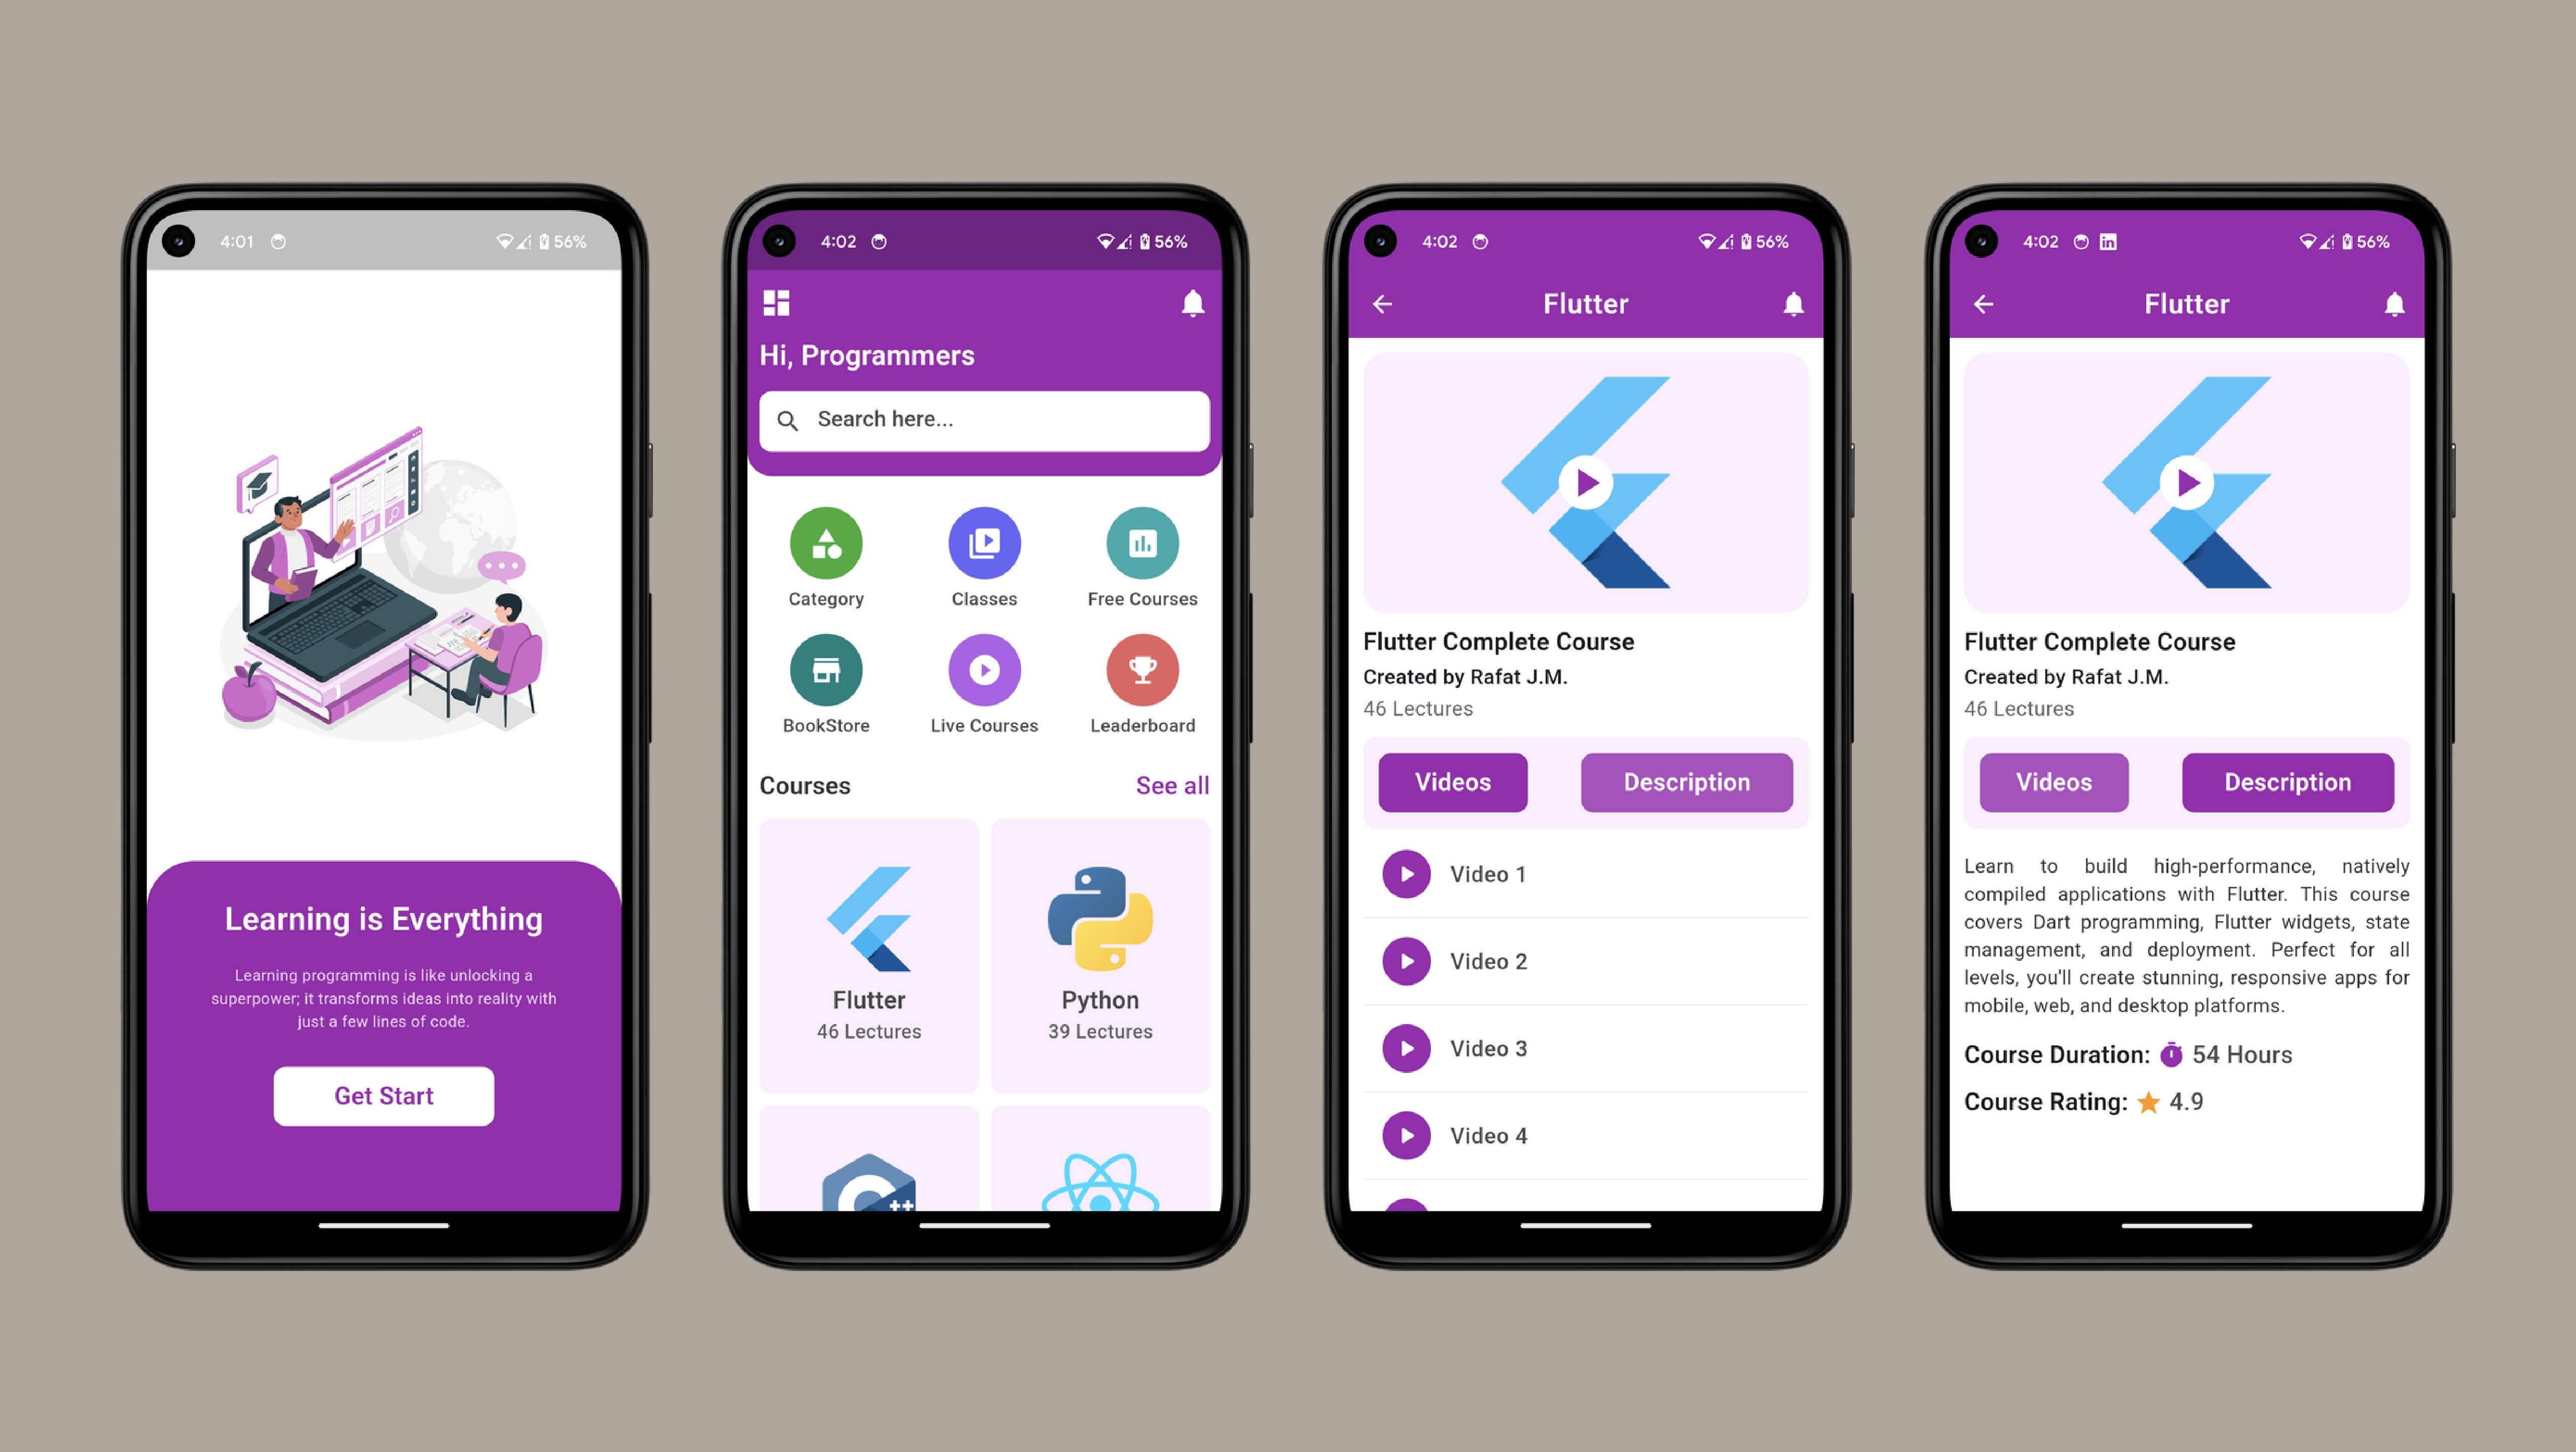 4:01
56%
Learning is Everything
Learning programming is like unlocking a
superpower; it transforms ideas into reality with
just a few lines of code.
Get Start
4:02
56%
Hi, Programmers
Search here...
Category
Classes
Free Courses
BookStore
Live Courses
Leaderboard
Courses
See all
Flutter
46 Lectures
Python
39 Lectures
C++
4:02
56%
Flutter
Flutter Complete Course
Created by Rafat J.M.
46 Lectures
Videos
Description
Video 1
Video 2
Video 3
Video 4
4:02
in
56%
Flutter
Flutter Complete Course
Created by Rafat J.M.
46 Lectures
Videos
Description
Learn to build high-performance, natively
compiled applications with Flutter. This course
covers Dart programming, Flutter widgets, state
management, and deployment. Perfect for all
levels, you'll create stunning, responsive apps for
mobile, web, and desktop platforms.
Course Duration: 54 Hours
Course Rating: 4.9